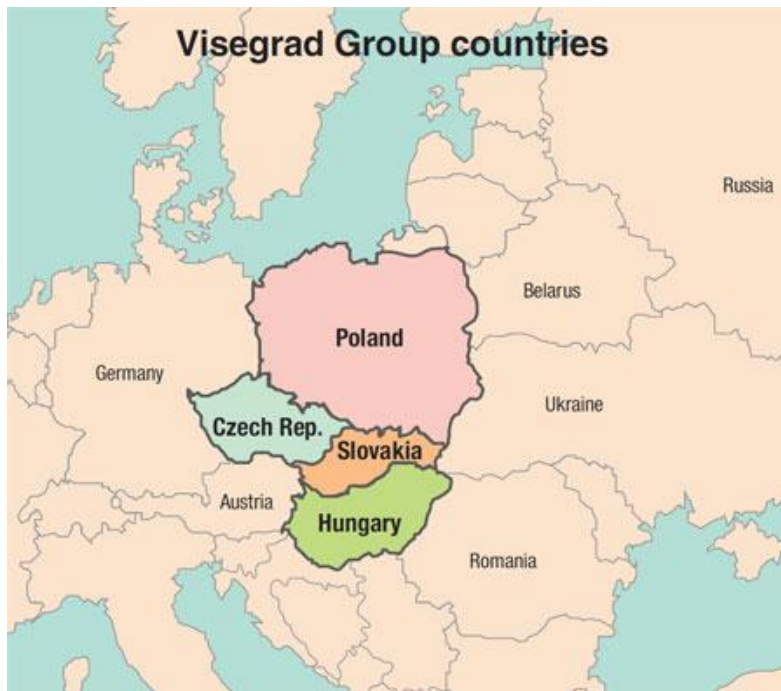 Visegrad Group countries
Russia
Belarus
Poland
Germany
Ukraine
Czech Rep.
Slovakia
Austria
Hungary
Romania